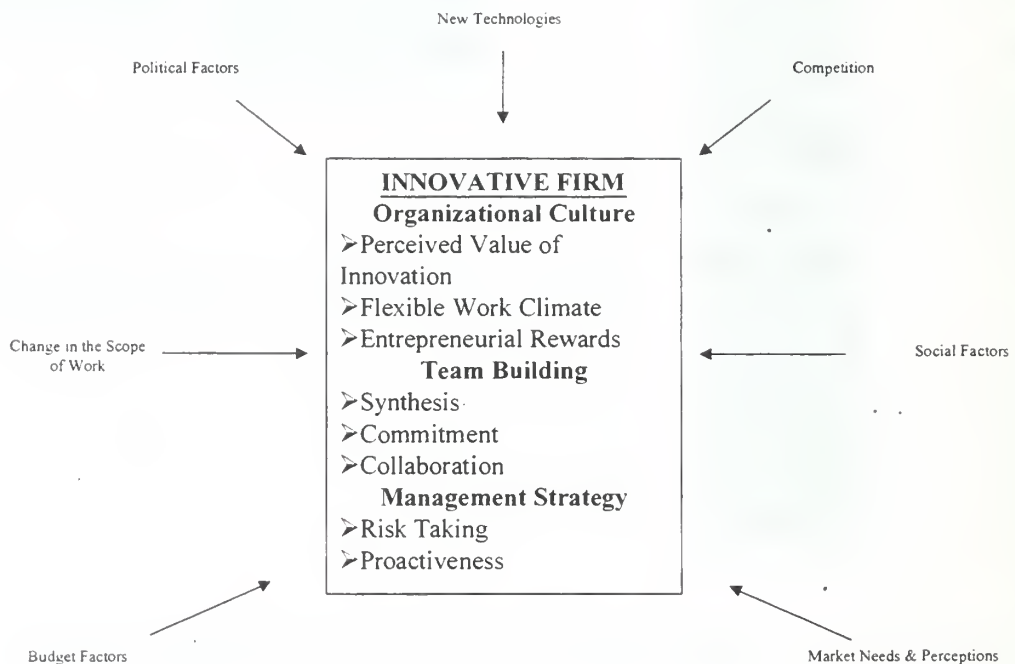 New Technologies
Political Factors
Competition
INNOVATIVE FIRM
Organizational Culture
➢Perceived Value of
Innovation
➢Flexible Work Climate
➢Entrepreneurial Rewards
Team Building
➢Synthesis
➢Commitment
➢Collaboration
Management Strategy
➢Risk Taking
➢Proactiveness
Change in the Scope
of Work
Social Factors
Budget Factors
Market Needs & Perceptions